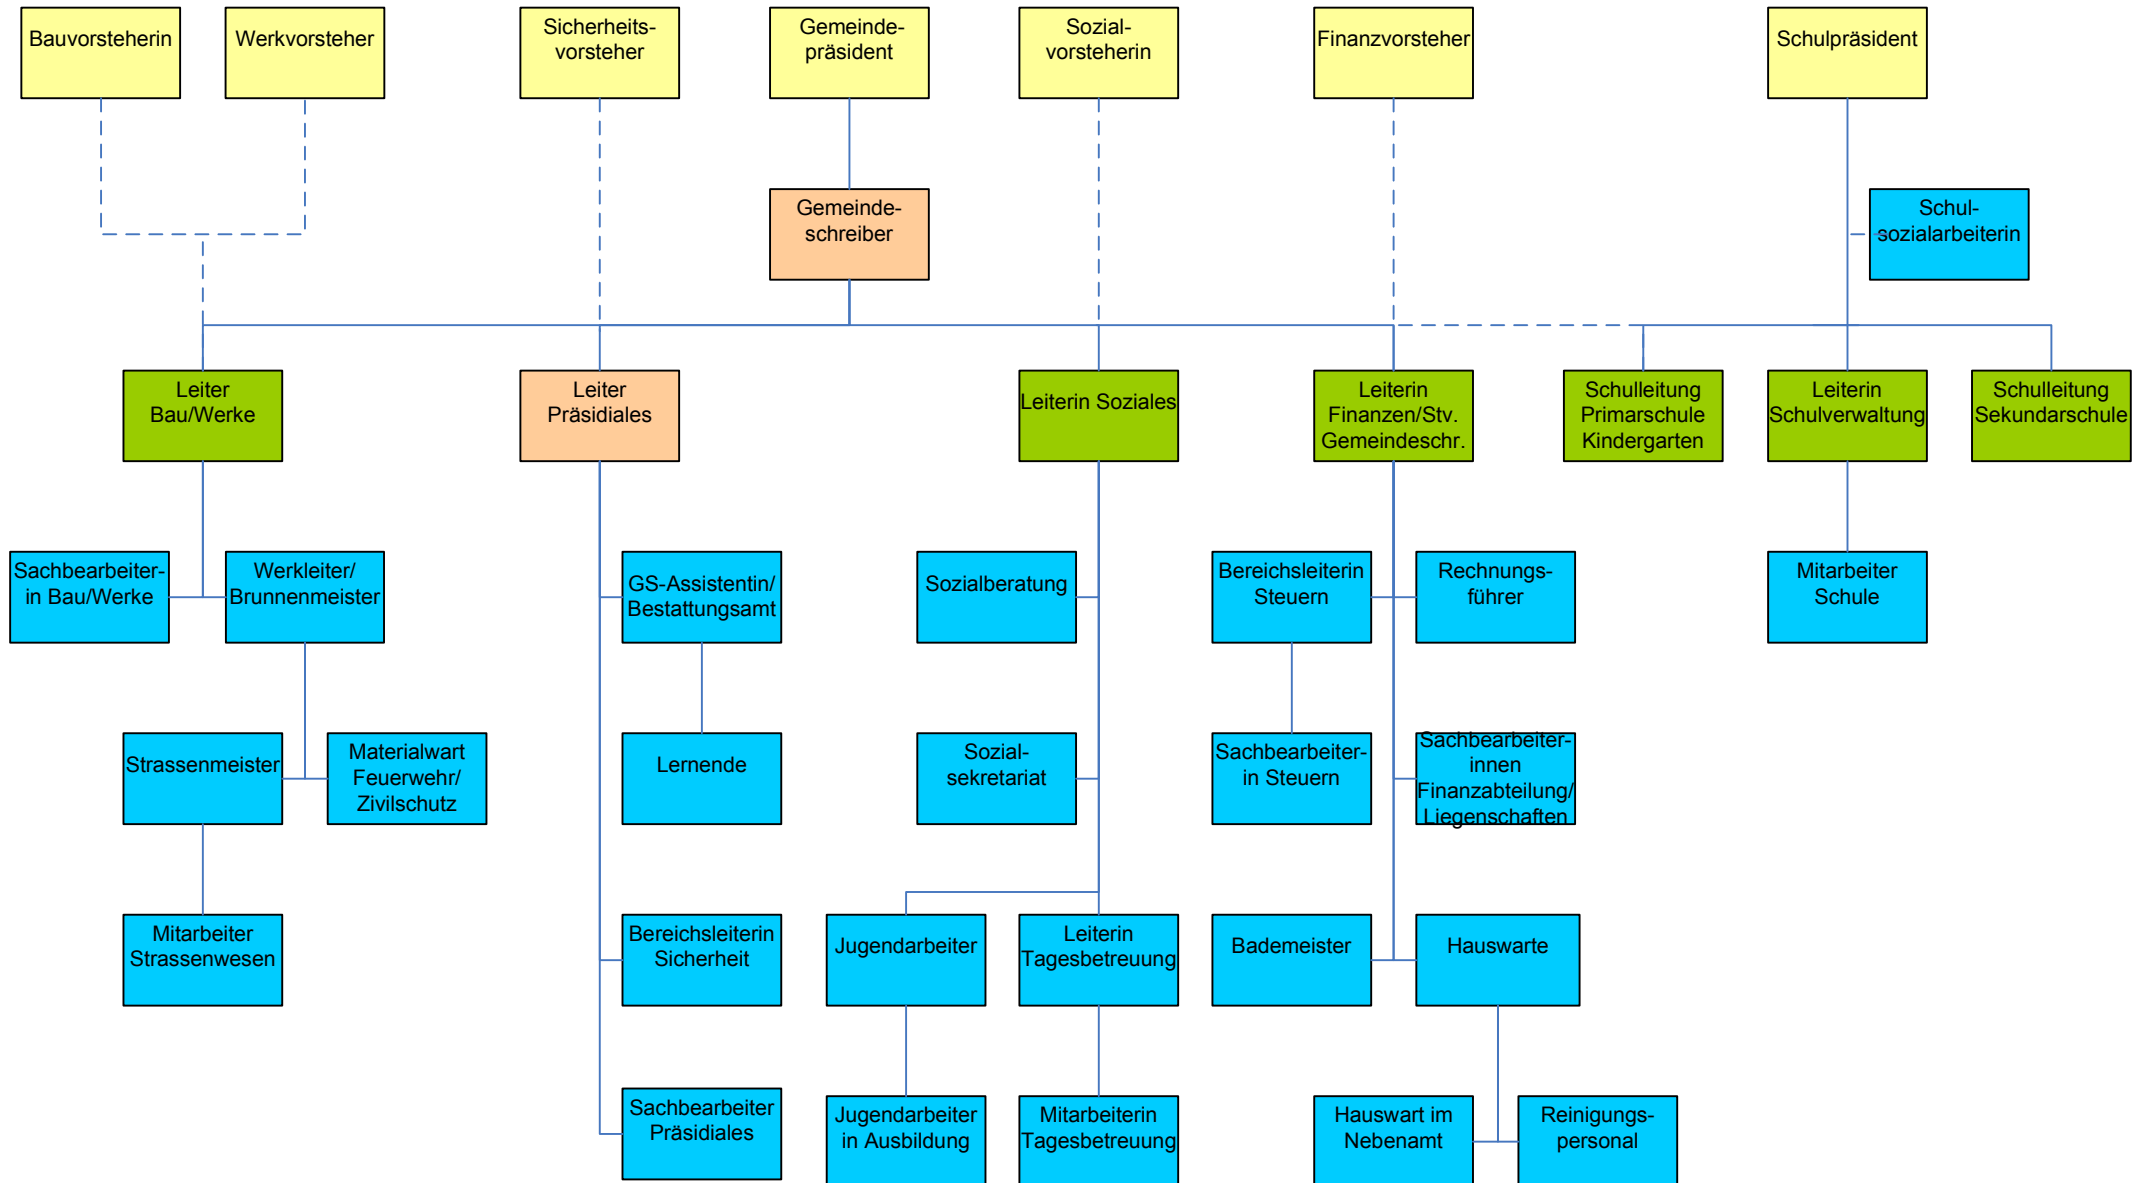 Bauvorsteherin
Werkvorsteher
Sicherheits-
vorsteher
Gemeinde-
präsident
Sozial-
vorsteherin
Finanzvorsteher
Schulpräsident
Gemeinde-
schreiber
Schul-
sozialarbeiterin
Leiter
Bau/Werke
Leiter
Präsidiales
Leiterin Soziales
Leiterin
Finanzen/Stv.
Gemeindeschr.
Schulleitung
Primarschule
Kindergarten
Leiterin
Schulverwaltung
Schulleitung
Sekundarschule
Sachbearbeiter-
in Bau/Werke
Werkleiter/
Brunnenmeister
GS-Assistentin/
Bestattungsamt
Sozialberatung
Bereichsleiterin
Steuern
Rechnungs-
führer
Mitarbeiter
Schule
Strassenmeister
Materialwart
Feuerwehr/
Zivilschutz
Lernende
Sozial-
sekretariat
Sachbearbeiter-
in Steuern
Sachbearbeiter-
innen
Finanzabteilung/
Liegenschaften
Mitarbeiter
Strassenwesen
Bereichsleiterin
Sicherheit
Jugendarbeiter
Leiterin
Tagesbetreuung
Bademeister
Hauswarte
Sachbearbeiter
Präsidiales
Jugendarbeiter
in Ausbildung
Mitarbeiterin
Tagesbetreuung
Hauswart im
Nebenamt
Reinigungs-
personal